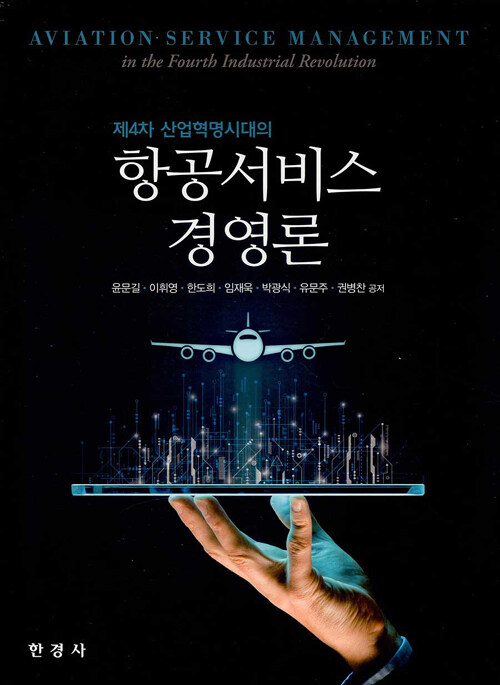 AVIATION·SERVICE MANAGEMENT
in the Fourth Industrial Revolution
제4차 산업혁명시대의
항공서비스
경영론
윤문길 • 이휘영 • 한도희 • 임재욱 • 박광식 • 유문주 • 권병찬 공저
한경사